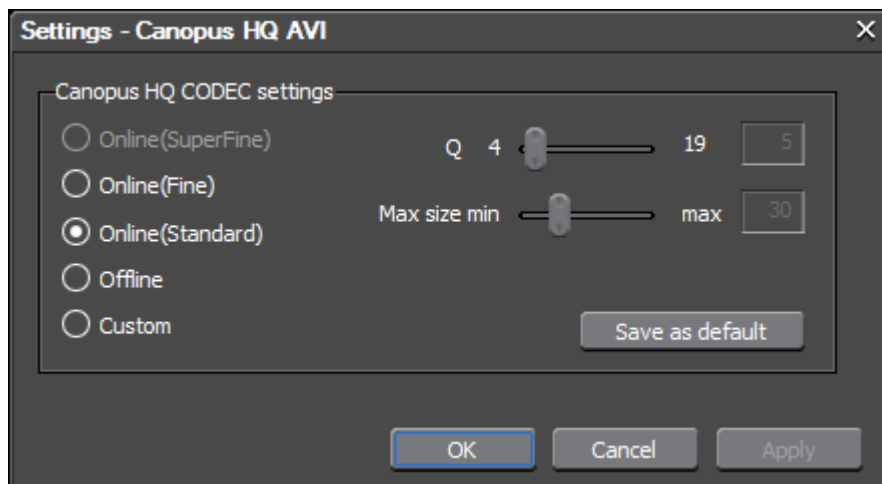 Settings - Canopus HQ AVI
Canopus HQ CODEC settings
Online(SuperFine)
Online(Fine)
Online(Standard)
Offline
Custom
Q 4 19 5
Max size min max 30
Save as default
OK Cancel Apply